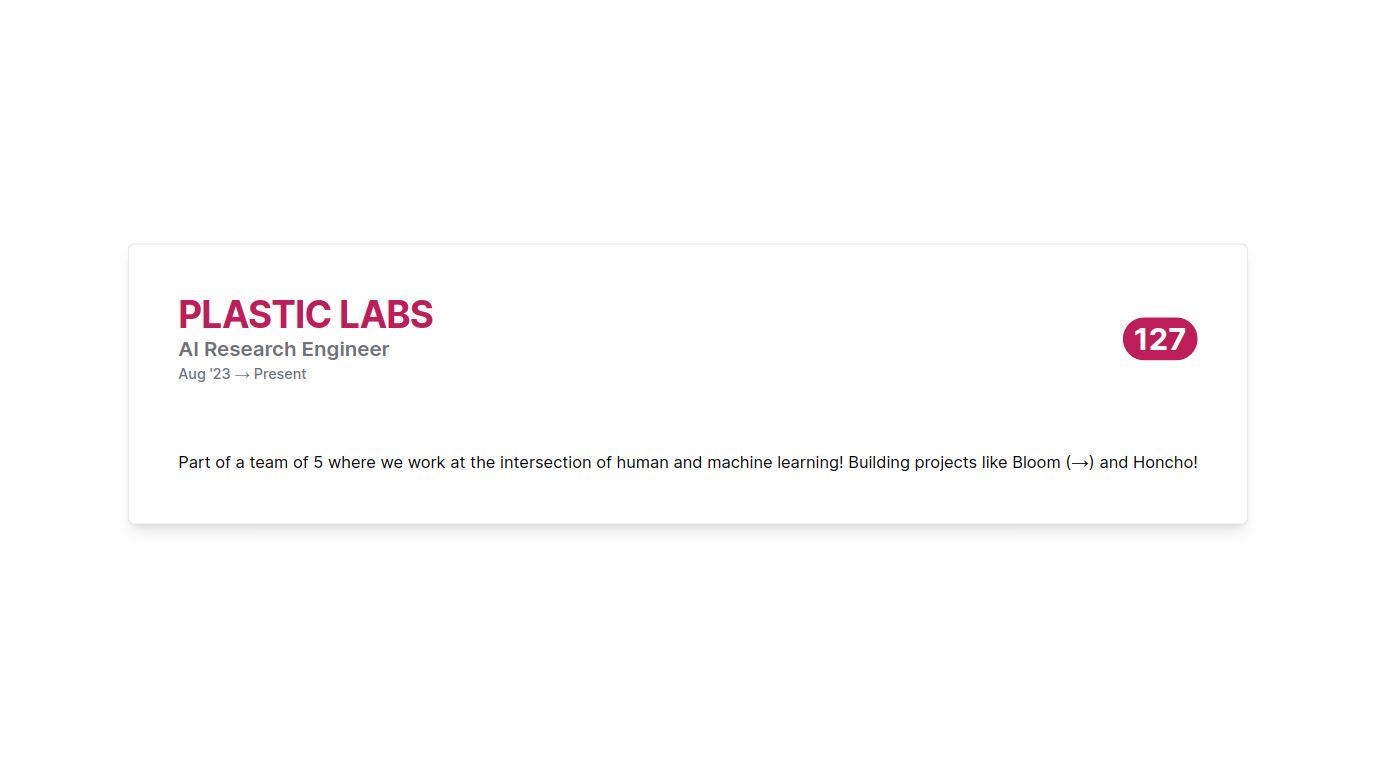 PLASTIC LABS
AI Research Engineer
Aug '23 → Present
127
Part of a team of 5 where we work at the intersection of human and machine learning! Building projects like Bloom (→) and Honcho!